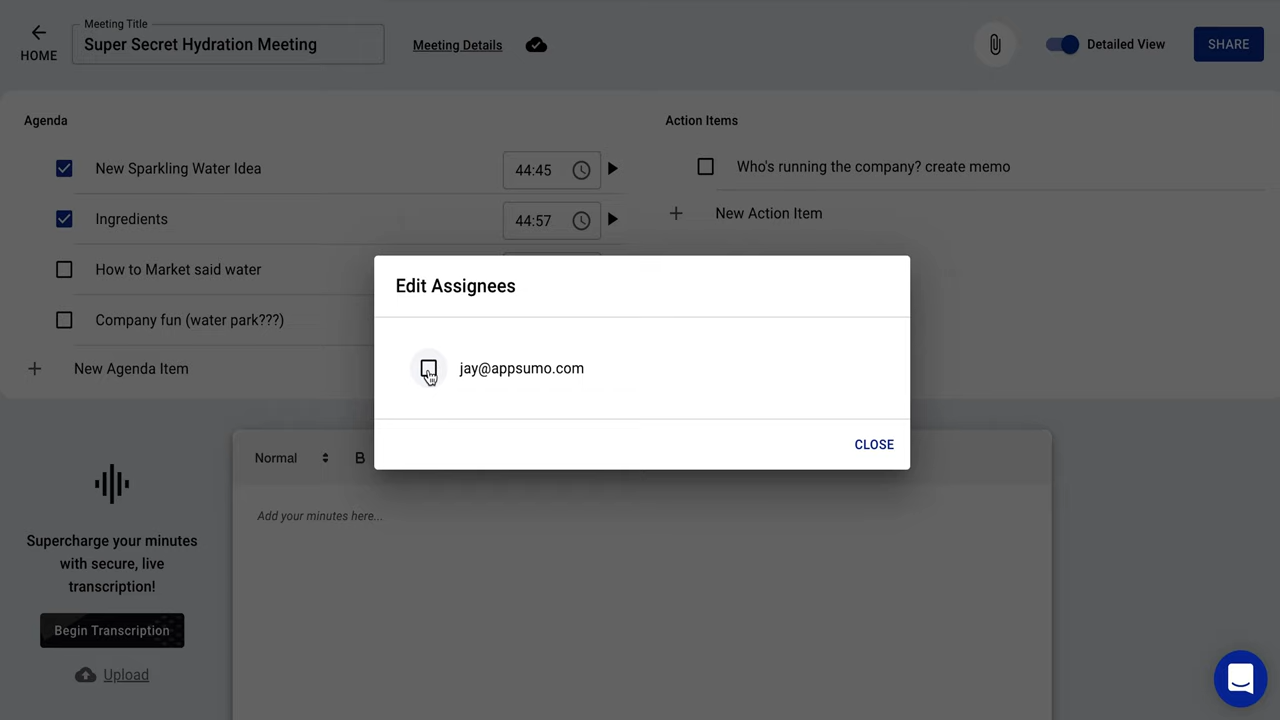 HOME
Meeting Title
Super Secret Hydration Meeting
Meeting Details
Detailed View
SHARE
Agenda
New Sparkling Water Idea
44:45
Ingredients
44:57
How to Market said water
Company fun (water park???)
New Agenda Item
Action Items
Who's running the company? create memo
New Action Item
Edit Assignees
jay@appsumo.com
CLOSE
Supercharge your minutes
with secure, live
transcription!
Begin Transcription
Upload
Normal
B
Add your minutes here...